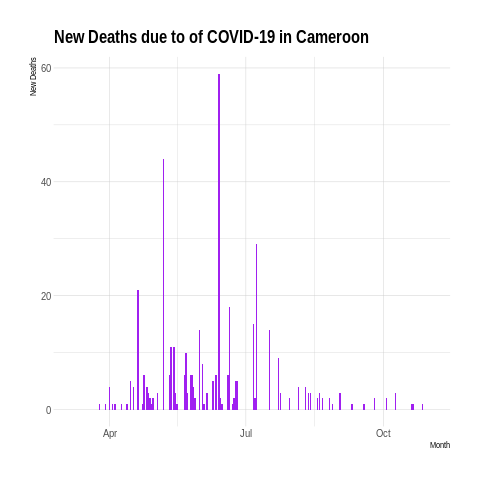 New Deaths due to of COVID-19 in Cameroon
New Deaths
60
40
20
0
Apr
Jul
Oct
Month